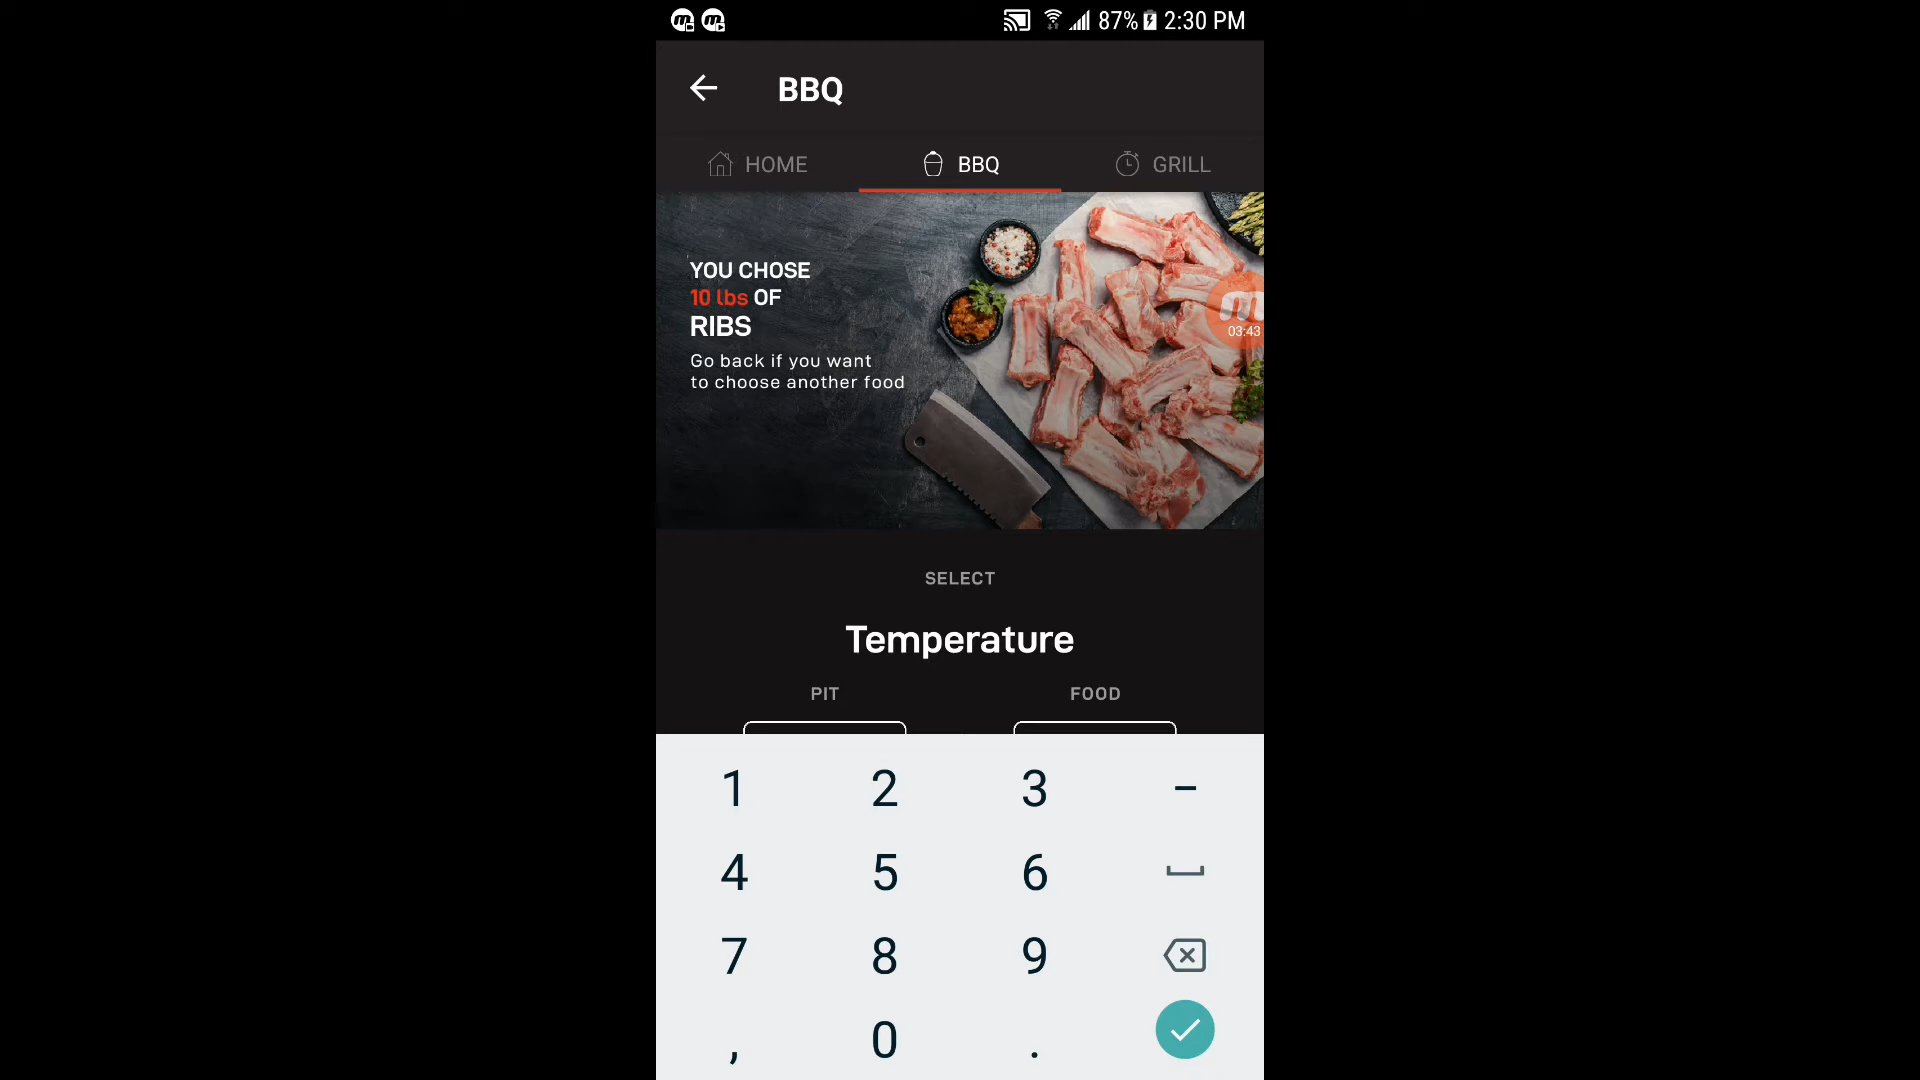 87% 2:30 PM
BBQ
HOME
BBQ
GRILL
YOU CHOSE
10 lbs OF
RIBS
Go back if you want
to choose another food
m
03:43
SELECT
Temperature
PIT
FOOD
1 2 3 -
4 5 6
7 8 9
, 0 .